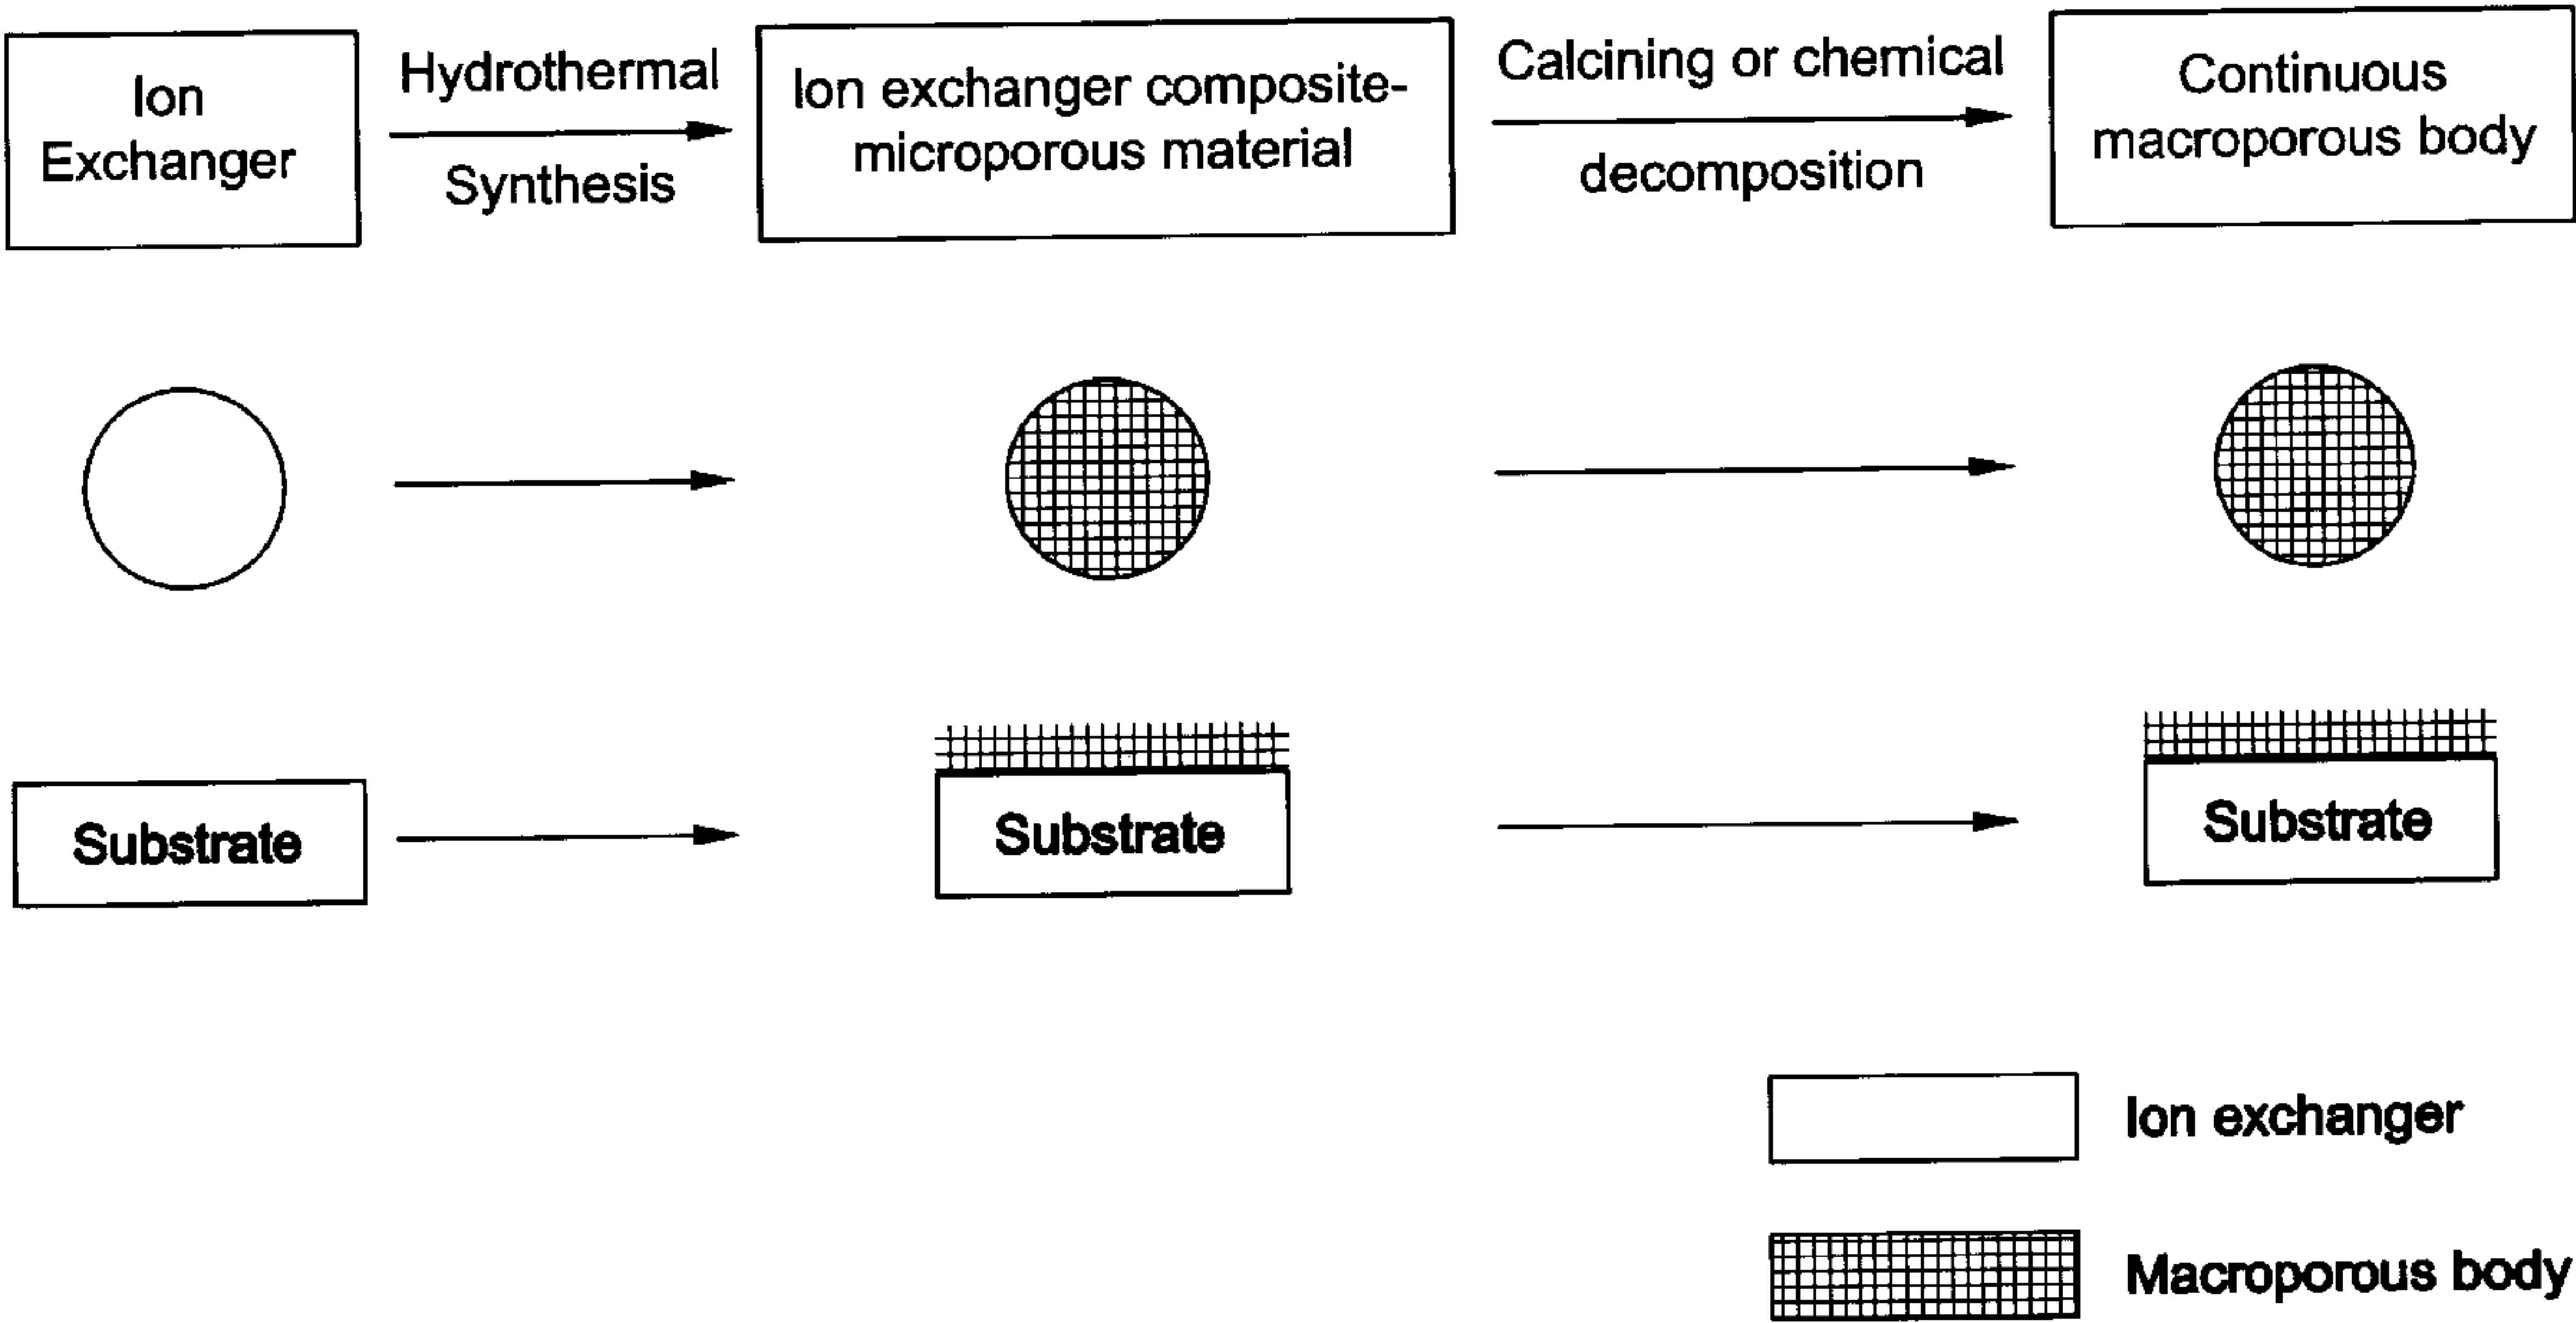 Ion
Exchanger
Hydrothermal
Synthesis
Ion exchanger composite-
microporous material
Calcining or chemical
decomposition
Continuous
macroporous body
Substrate
Substrate
Substrate
Ion exchanger
Macroporous body